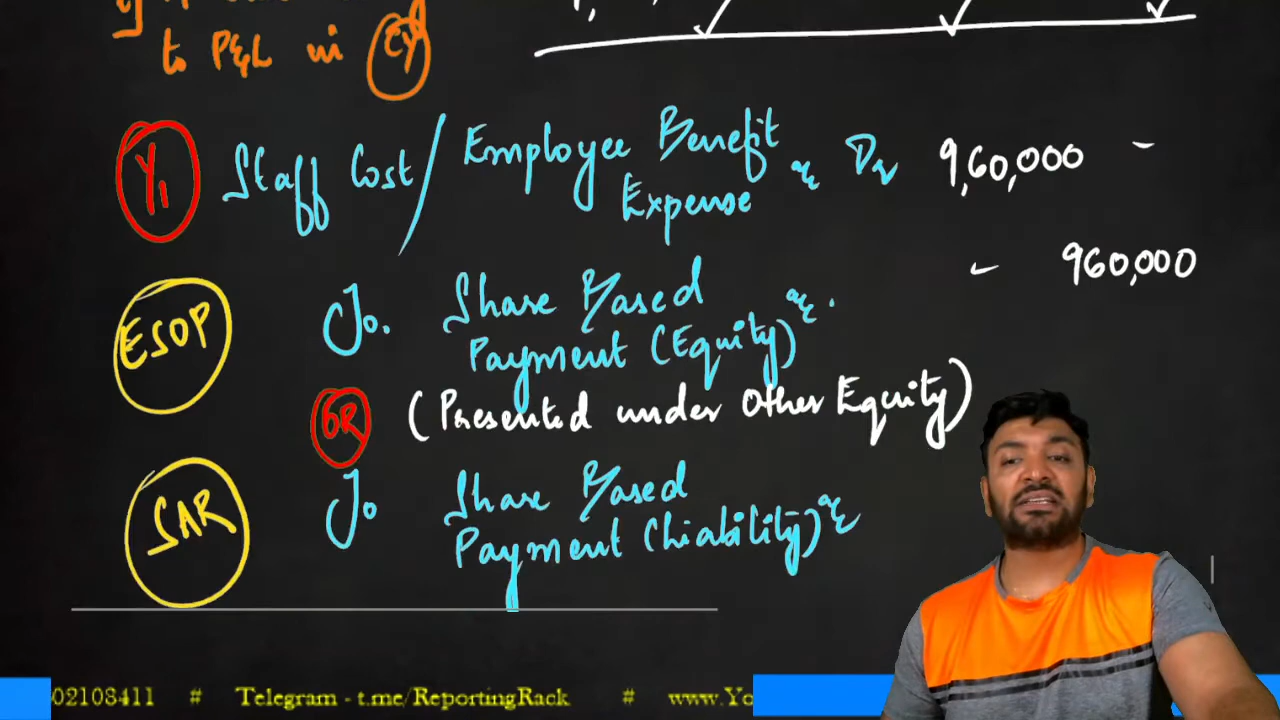 to P&L in CY
Y1 Staff Cost/ Employee Benefit
Expense a/c Dr 9,60,000 -
ESOP To. Share Based - 960,000
Payment (Equity) a/c.
OR (Presented under Other Equity)
SAR To Share Based
Payment (Liability) a/c
02108411 # Telegram - t.me/ReportingRack # www.Yo